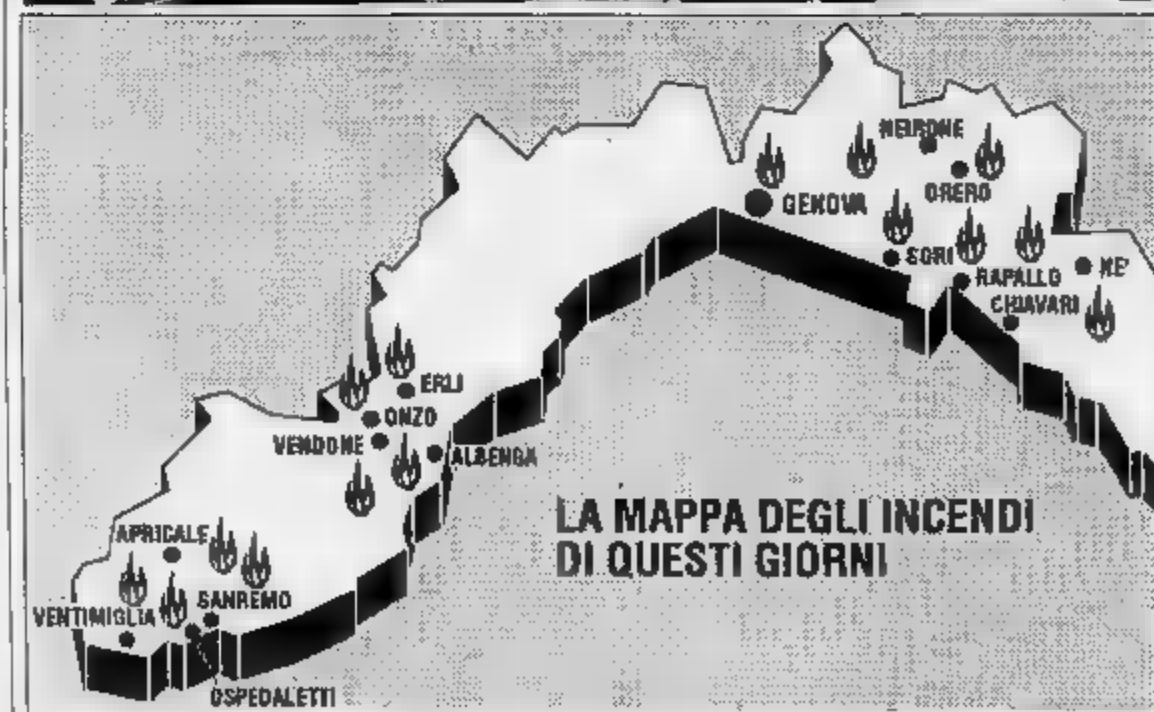 NEIRONE
ORERO
GENOVA
SORI
RAPALLO
NE'
CHIAVARI
ERLI
ONZO
VENDONE
ALBENGA
LA MAPPA DEGLI INCENDI
DI QUESTI GIORNI
APRICALE
SANREMO
VENTIMIGLIA
OSPEDALETTI